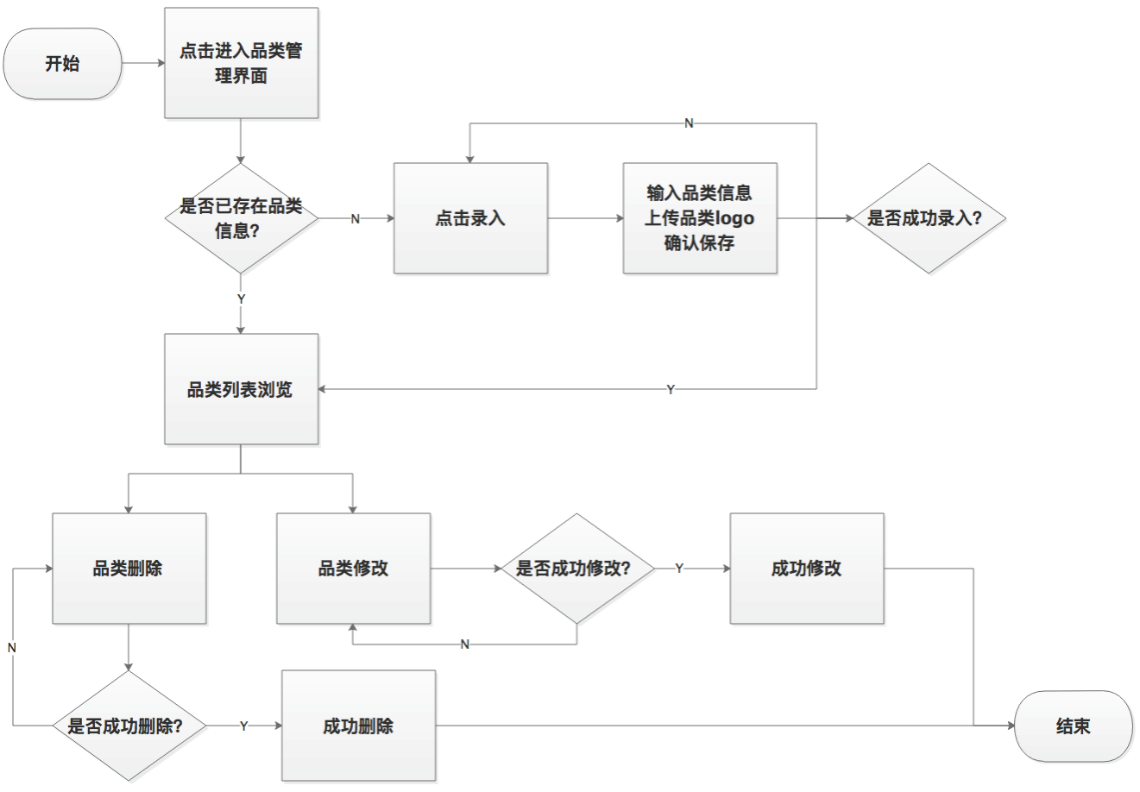 开始
点击进入品类管
理界面
N
是否已存在品类
信息?
N
点击录入
输入品类信息
上传品类logo
确认保存
是否成功录入?
Y
品类列表浏览
Y
品类删除
品类修改
是否成功修改?
Y
成功修改
N
N
是否成功删除?
Y
成功删除
结束